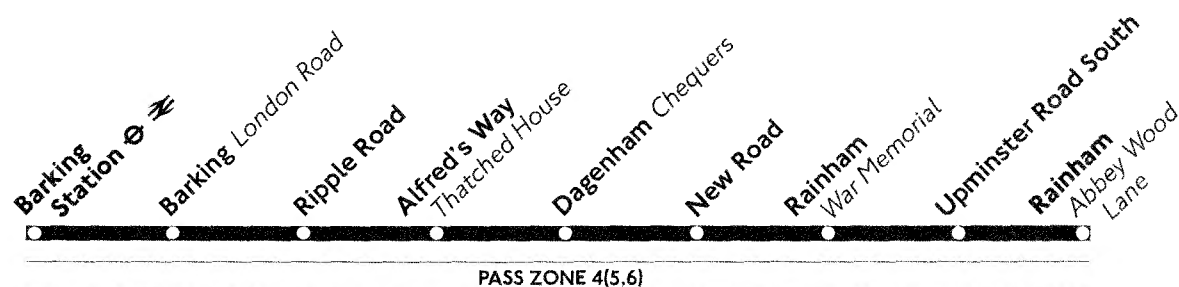 Barking
Station
Barking London Road
Ripple Road
Alfred's Way
Thatched House
Dagenham Chequers
New Road
Rainham
War Memorial
Upminster Road South
Rainham
Abbey Wood
Lane
PASS ZONE 4(5,6)